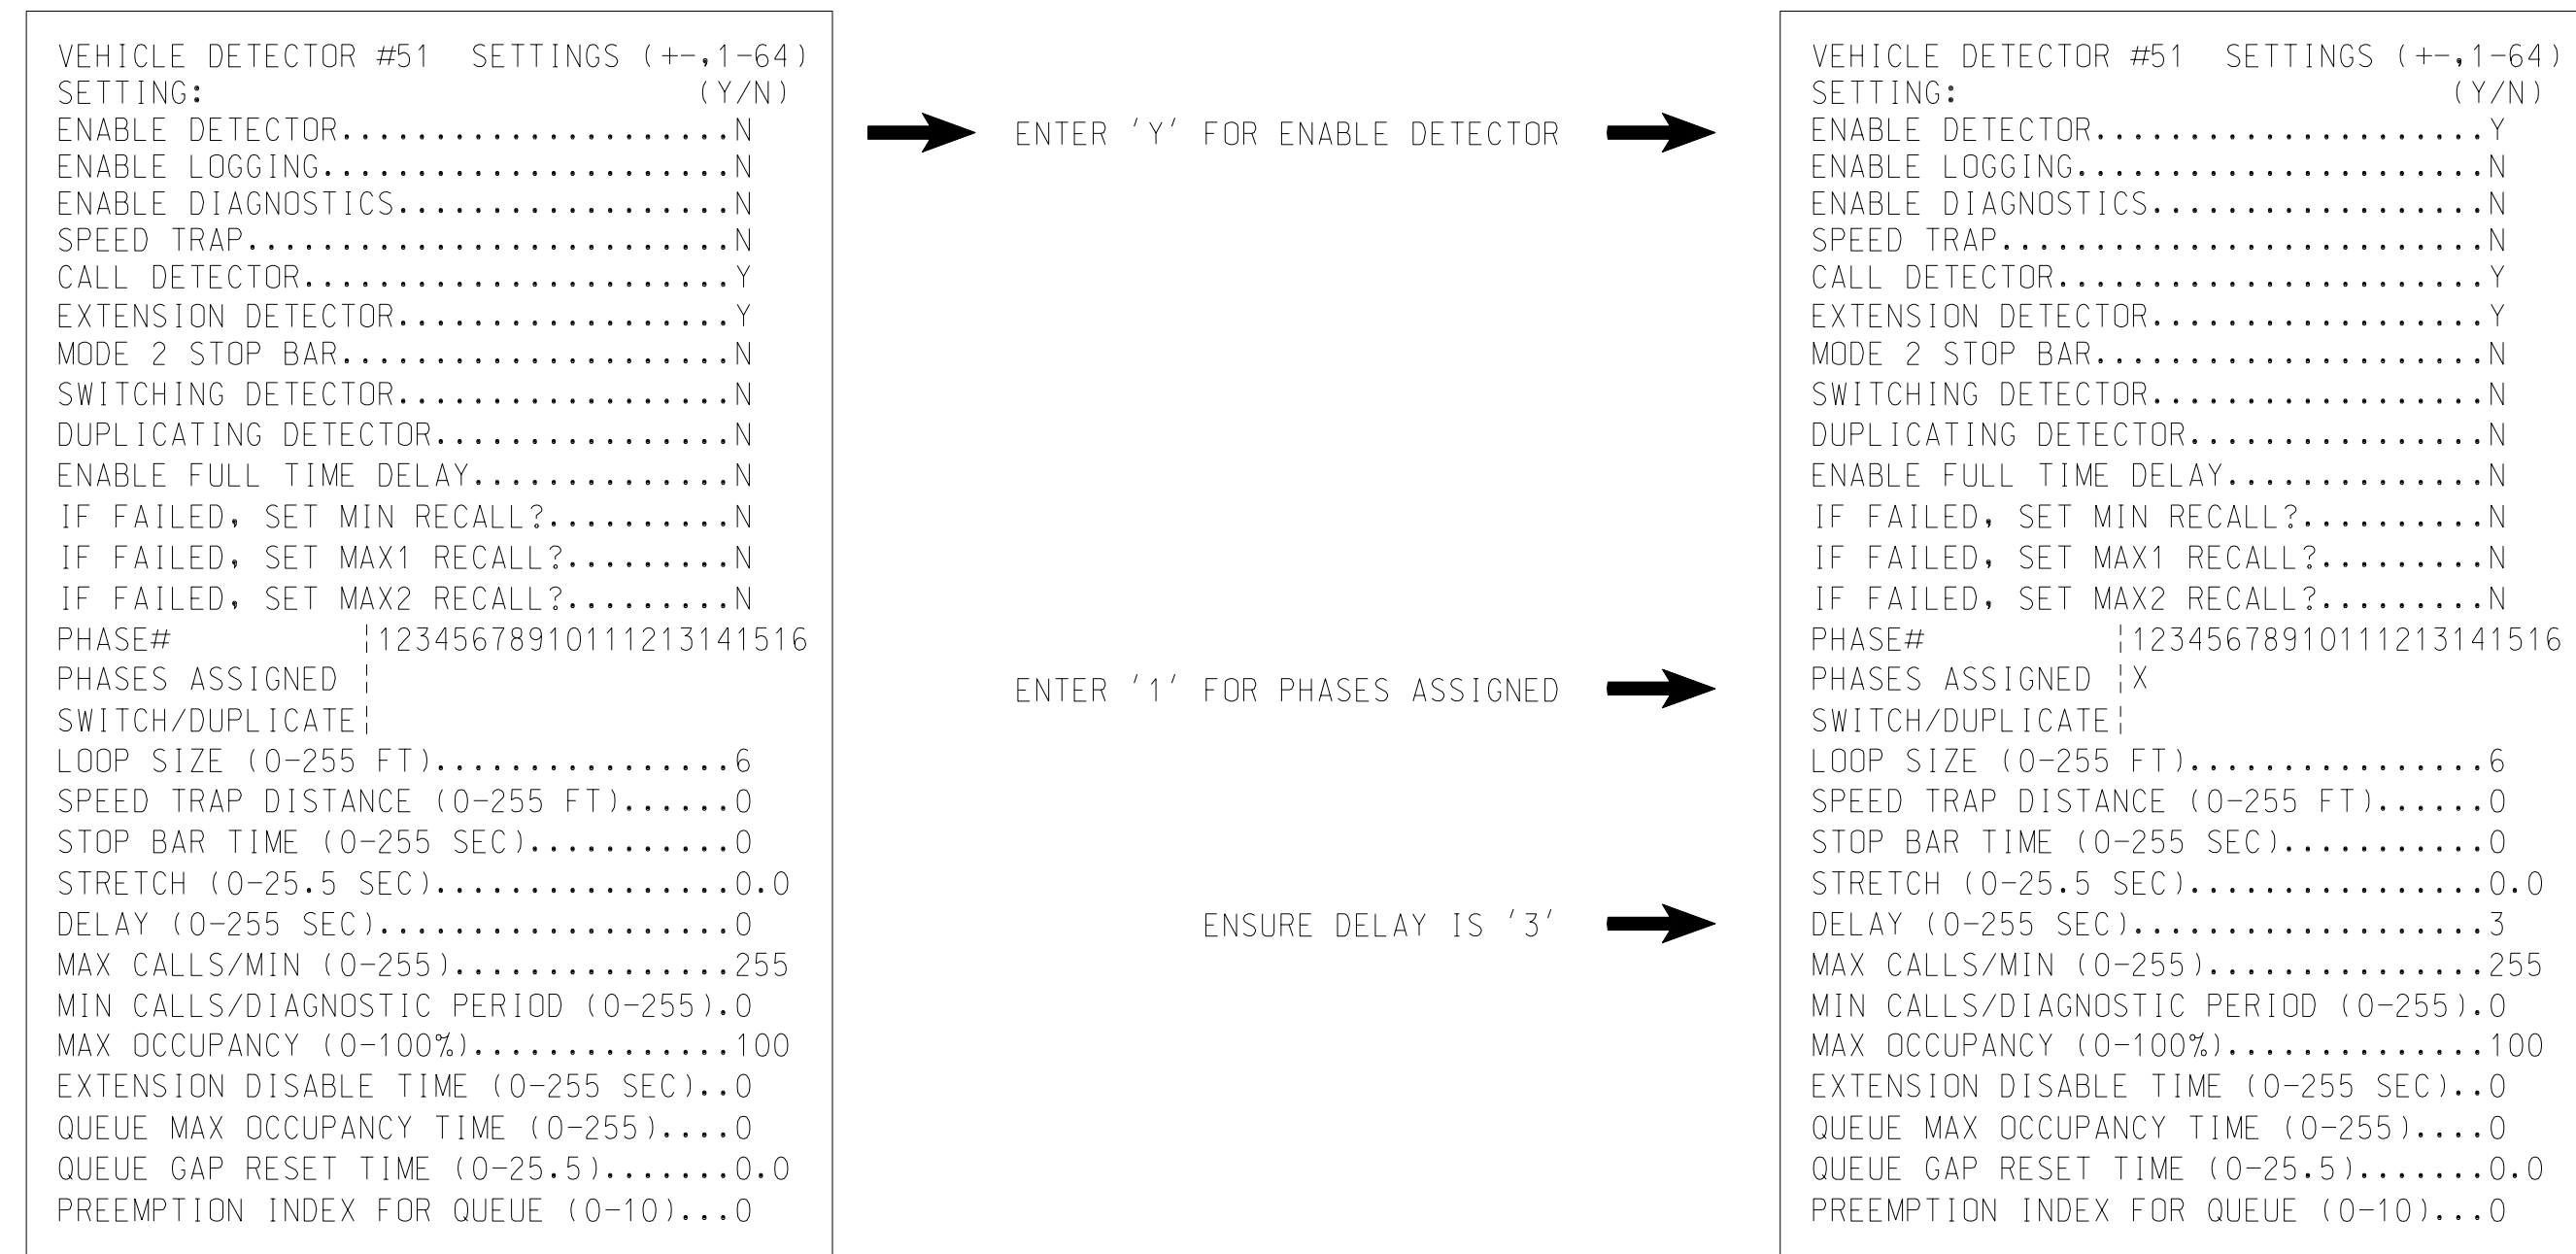 VEHICLE DETECTOR #51 SETTINGS (+-,1-64)
SETTING: (Y/N)
ENABLE DETECTOR.....................N
ENABLE LOGGING......................N
ENABLE DIAGNOSTICS..................N
SPEED TRAP..........................N
CALL DETECTOR.......................Y
EXTENSION DETECTOR..................Y
MODE 2 STOP BAR.....................N
SWITCHING DETECTOR..................N
DUPLICATING DETECTOR................N
ENABLE FULL TIME DELAY..............N
IF FAILED, SET MIN RECALL?..........N
IF FAILED, SET MAX1 RECALL?.........N
IF FAILED, SET MAX2 RECALL?.........N
PHASE# ¦12345678910111213141516
PHASES ASSIGNED ¦
SWITCH/DUPLICATE¦
LOOP SIZE (0-255 FT)................6
SPEED TRAP DISTANCE (0-255 FT)......0
STOP BAR TIME (0-255 SEC)...........0
STRETCH (0-25.5 SEC)................0.0
DELAY (0-255 SEC)...................0
MAX CALLS/MIN (0-255)...............255
MIN CALLS/DIAGNOSTIC PERIOD (0-255).0
MAX OCCUPANCY (0-100%)..............100
EXTENSION DISABLE TIME (0-255 SEC)..0
QUEUE MAX OCCUPANCY TIME (0-255)....0
QUEUE GAP RESET TIME (0-25.5).......0.0
PREEMPTION INDEX FOR QUEUE (0-10)...0
ENTER 'Y' FOR ENABLE DETECTOR
ENTER '1' FOR PHASES ASSIGNED
ENSURE DELAY IS '3'
VEHICLE DETECTOR #51 SETTINGS (+-,1-64)
SETTING: (Y/N)
ENABLE DETECTOR.....................Y
ENABLE LOGGING......................N
ENABLE DIAGNOSTICS..................N
SPEED TRAP..........................N
CALL DETECTOR.......................Y
EXTENSION DETECTOR..................Y
MODE 2 STOP BAR.....................N
SWITCHING DETECTOR..................N
DUPLICATING DETECTOR................N
ENABLE FULL TIME DELAY..............N
IF FAILED, SET MIN RECALL?..........N
IF FAILED, SET MAX1 RECALL?.........N
IF FAILED, SET MAX2 RECALL?.........N
PHASE# ¦12345678910111213141516
PHASES ASSIGNED ¦X
SWITCH/DUPLICATE¦
LOOP SIZE (0-255 FT)................6
SPEED TRAP DISTANCE (0-255 FT)......0
STOP BAR TIME (0-255 SEC)...........0
STRETCH (0-25.5 SEC)................0.0
DELAY (0-255 SEC)...................3
MAX CALLS/MIN (0-255)...............255
MIN CALLS/DIAGNOSTIC PERIOD (0-255).0
MAX OCCUPANCY (0-100%)..............100
EXTENSION DISABLE TIME (0-255 SEC)..0
QUEUE MAX OCCUPANCY TIME (0-255)....0
QUEUE GAP RESET TIME (0-25.5).......0.0
PREEMPTION INDEX FOR QUEUE (0-10)...0